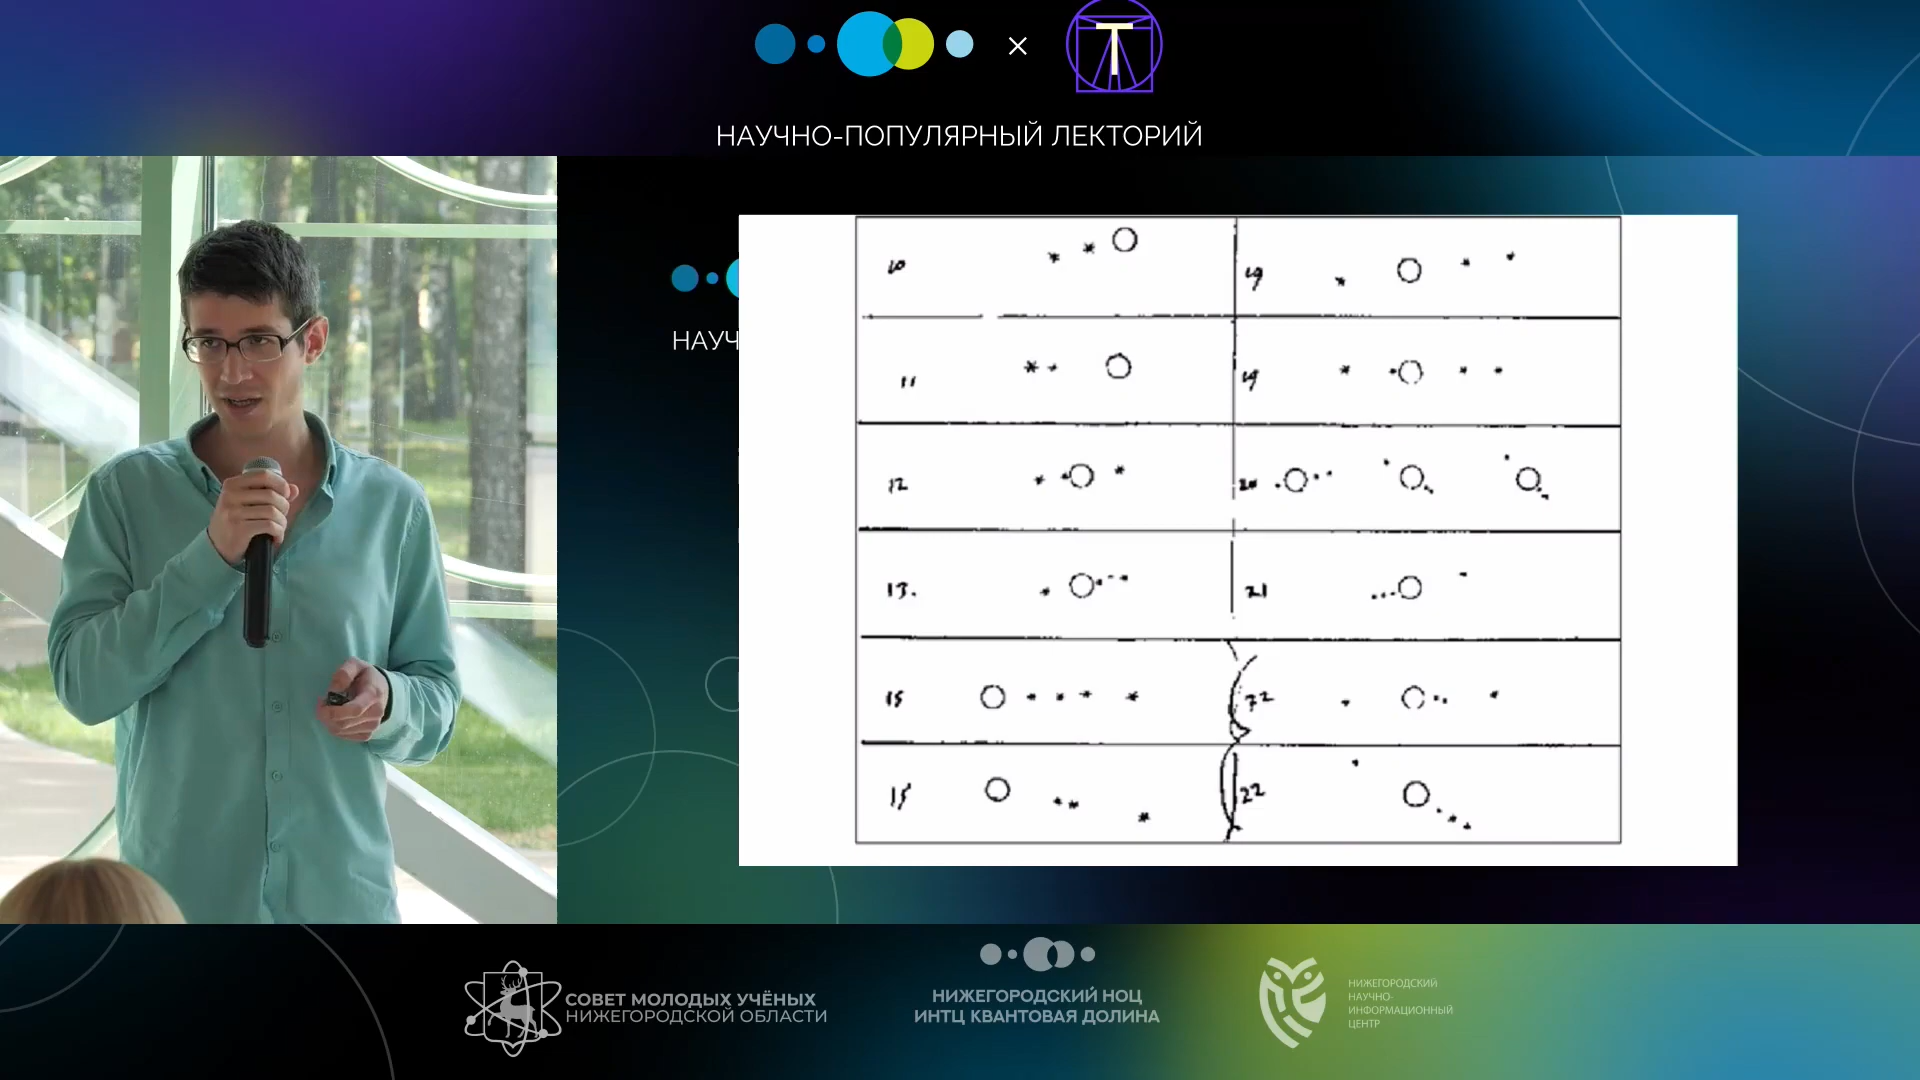 T
×
НАУЧНО-ПОПУЛЯРНЫЙ ЛЕКТОРИЙ
НАУЧ
10
19
11
19
12
20
13.
21
15
22
15
22
СОВЕТ МОЛОДЫХ УЧЁНЫХ
НИЖЕГОРОДСКОЙ ОБЛАСТИ
НИЖЕГОРОДСКИЙ НОЦ
ИНТЦ КВАНТОВАЯ ДОЛИНА
НИЖЕГОРОДСКИЙ
НАУЧНО-
ИНФОРМАЦИОННЫЙ
ЦЕНТР